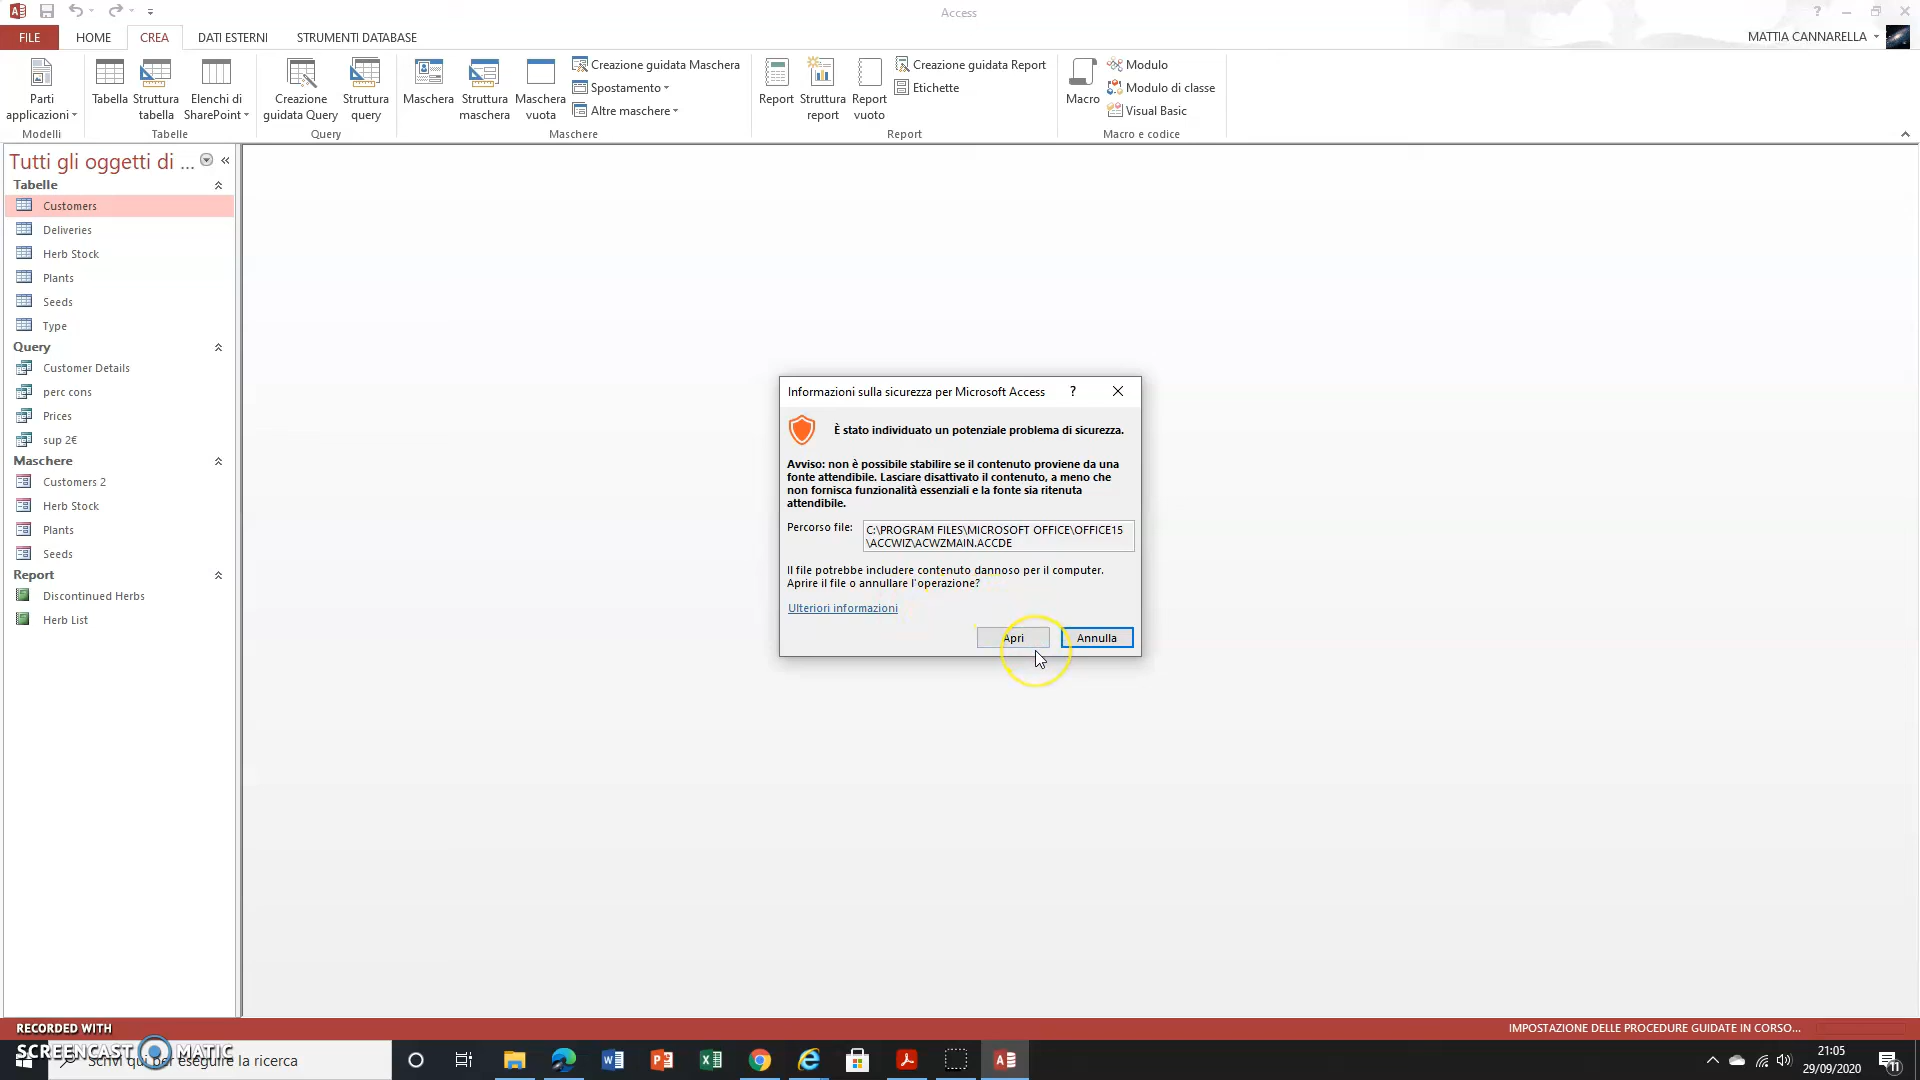 Access
FILE HOME CREA DATI ESTERNI STRUMENTI DATABASE
MATTIA CANNARELLA
Parti applicazioni
Modelli
Tabella
Struttura tabella
Elenchi di SharePoint
Tabelle
Creazione guidata Query
Struttura query
Query
Maschera
Struttura maschera
Maschera vuota
Creazione guidata Maschera
Spostamento
Altre maschere
Maschere
Report
Struttura report
Report vuoto
Creazione guidata Report
Etichette
Report
Macro
Modulo
Modulo di classe
Visual Basic
Macro e codice
Tutti gli oggetti di ...
Tabelle
Customers
Deliveries
Herb Stock
Plants
Seeds
Type
Query
Customer Details
perc cons
Prices
sup 2€
Maschere
Customers 2
Herb Stock
Plants
Seeds
Report
Discontinued Herbs
Herb List
Informazioni sulla sicurezza per Microsoft Access
È stato individuato un potenziale problema di sicurezza.
Avviso: non è possibile stabilire se il contenuto proviene da una
fonte attendibile. Lasciare disattivato il contenuto, a meno che
non fornisca funzionalità essenziali e la fonte sia ritenuta
attendibile.
Percorso file: C:\PROGRAM FILES\MICROSOFT OFFICE\OFFICE15
\ACCWIZ\ACWZMAIN.ACCDE
Il file potrebbe includere contenuto dannoso per il computer.
Aprire il file o annullare l'operazione?
Ulteriori informazioni
Apri Annulla
IMPOSTAZIONE DELLE PROCEDURE GUIDATE IN CORSO...
RECORDED WITH
SCREENCAST MATIC
Scrivi qui per eseguire la ricerca
21:05
29/09/2020
11